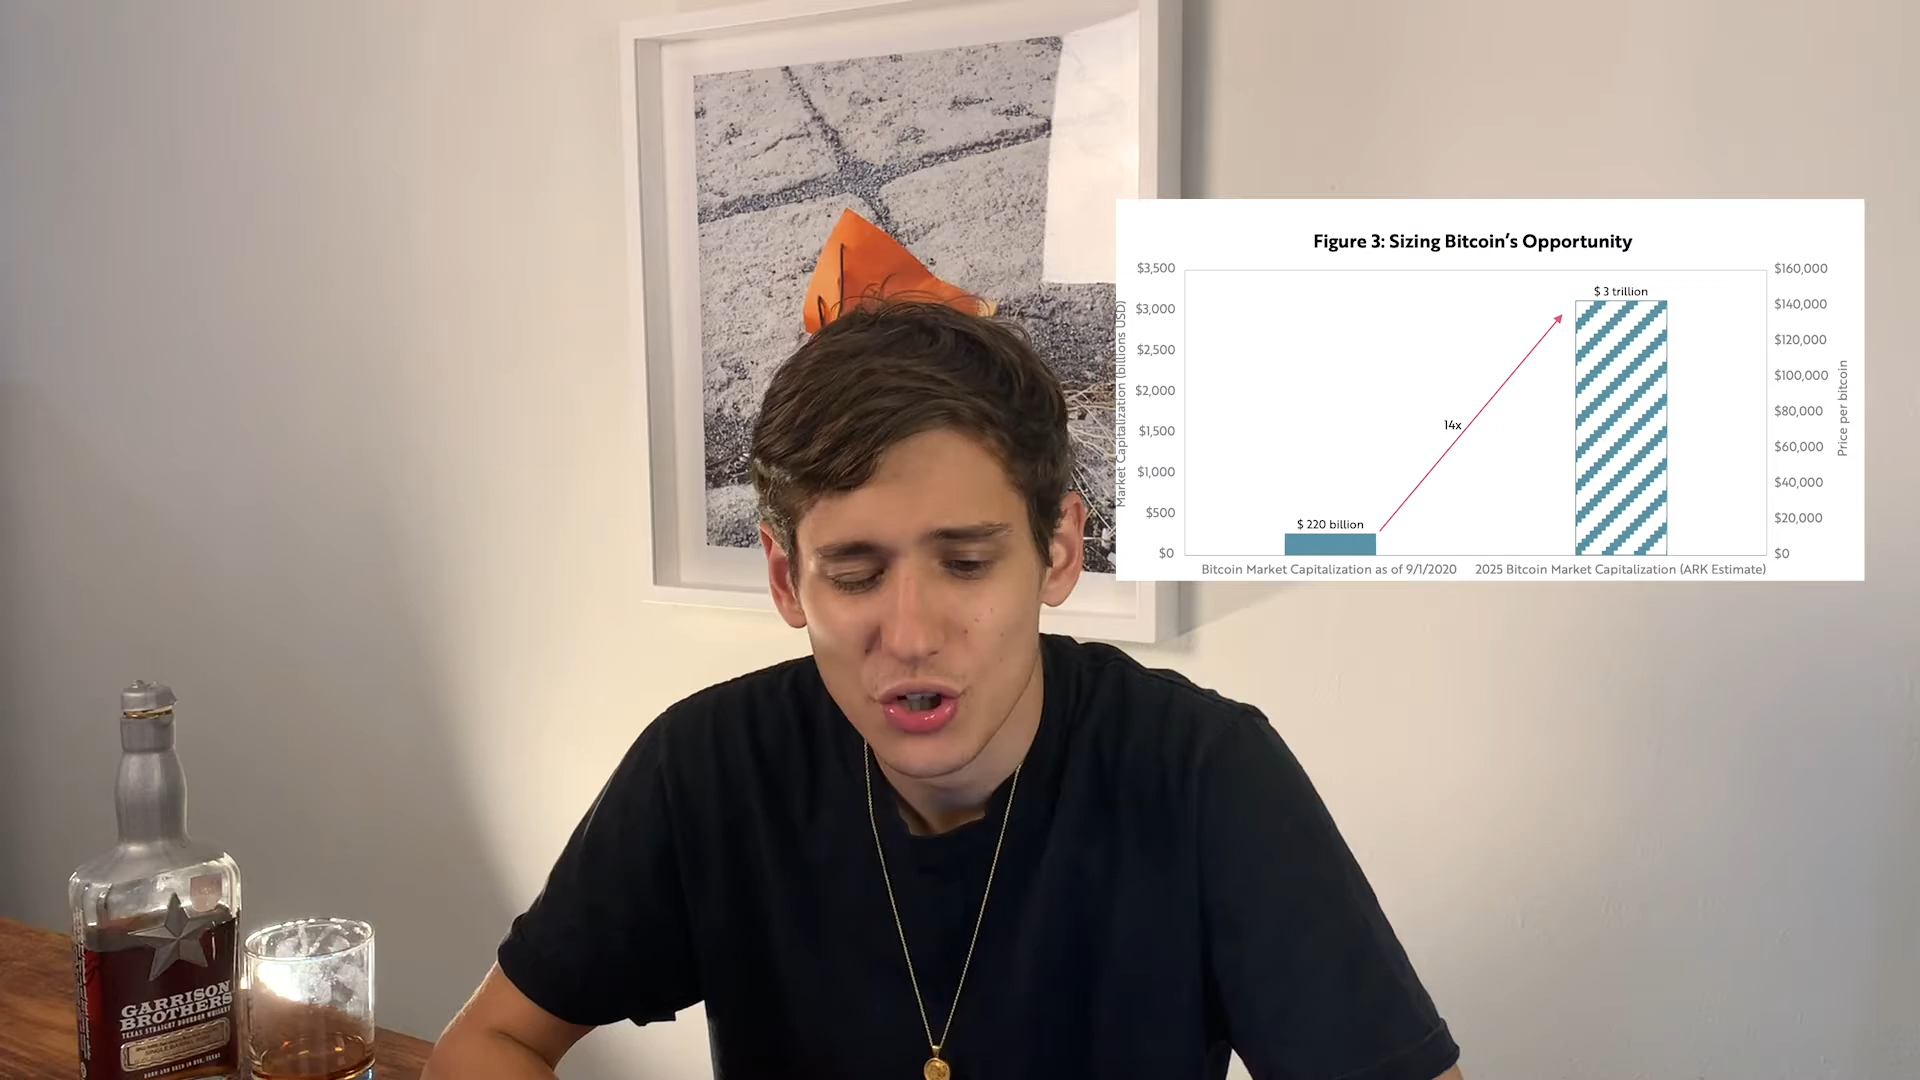 Figure 3: Sizing Bitcoin's Opportunity
Market Capitalization (billions USD)
$3,500
$3,000
$2,500
$2,000
$1,500
$1,000
$500
$0
$ 220 billion
14x
$ 3 trillion
$160,000
$140,000
$120,000
$100,000
$80,000
$60,000
$40,000
$20,000
$0
Price per bitcoin
Bitcoin Market Capitalization as of 9/1/2020
2025 Bitcoin Market Capitalization (ARK Estimate)
GARRISON
BROTHERS
TEXAS STRAIGHT BOURBON WHISKEY
SINGLE BARREL